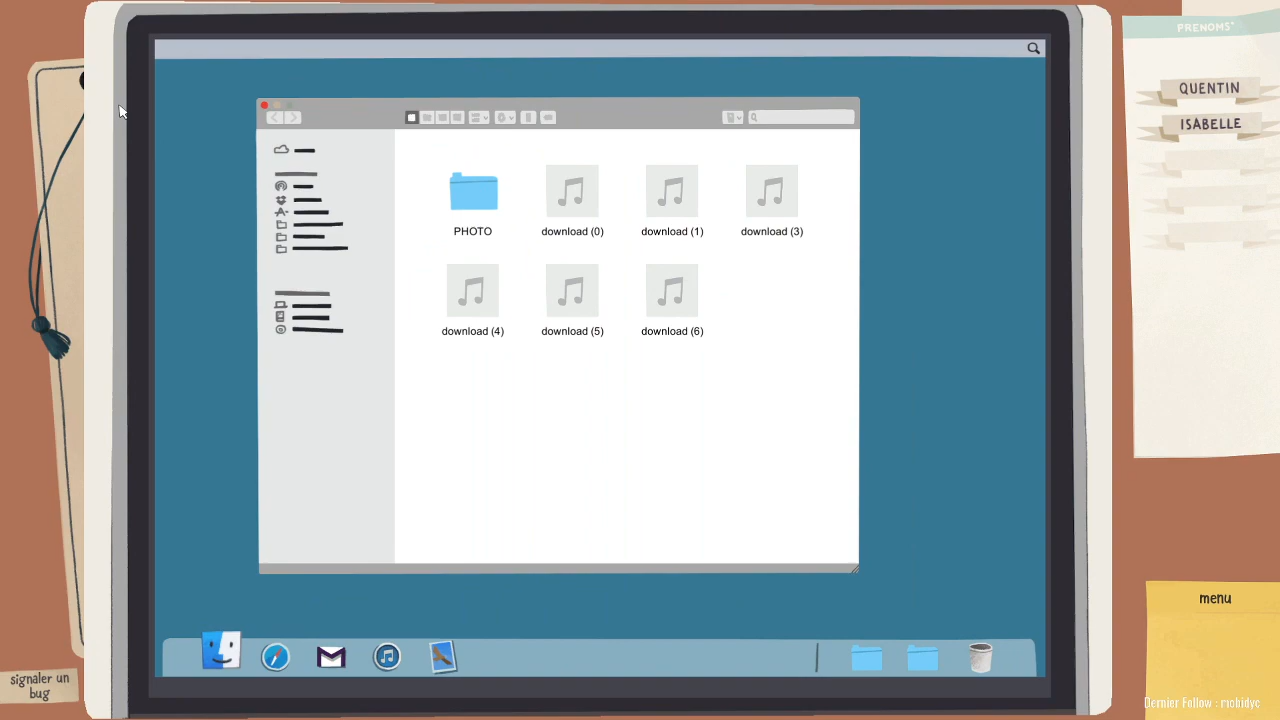 PRENOMS*
QUENTIN
ISABELLE
PHOTO
download (0)
download (1)
download (3)
download (4)
download (5)
download (6)
menu
signaler un
bug
Dernier Follow : mobidyc